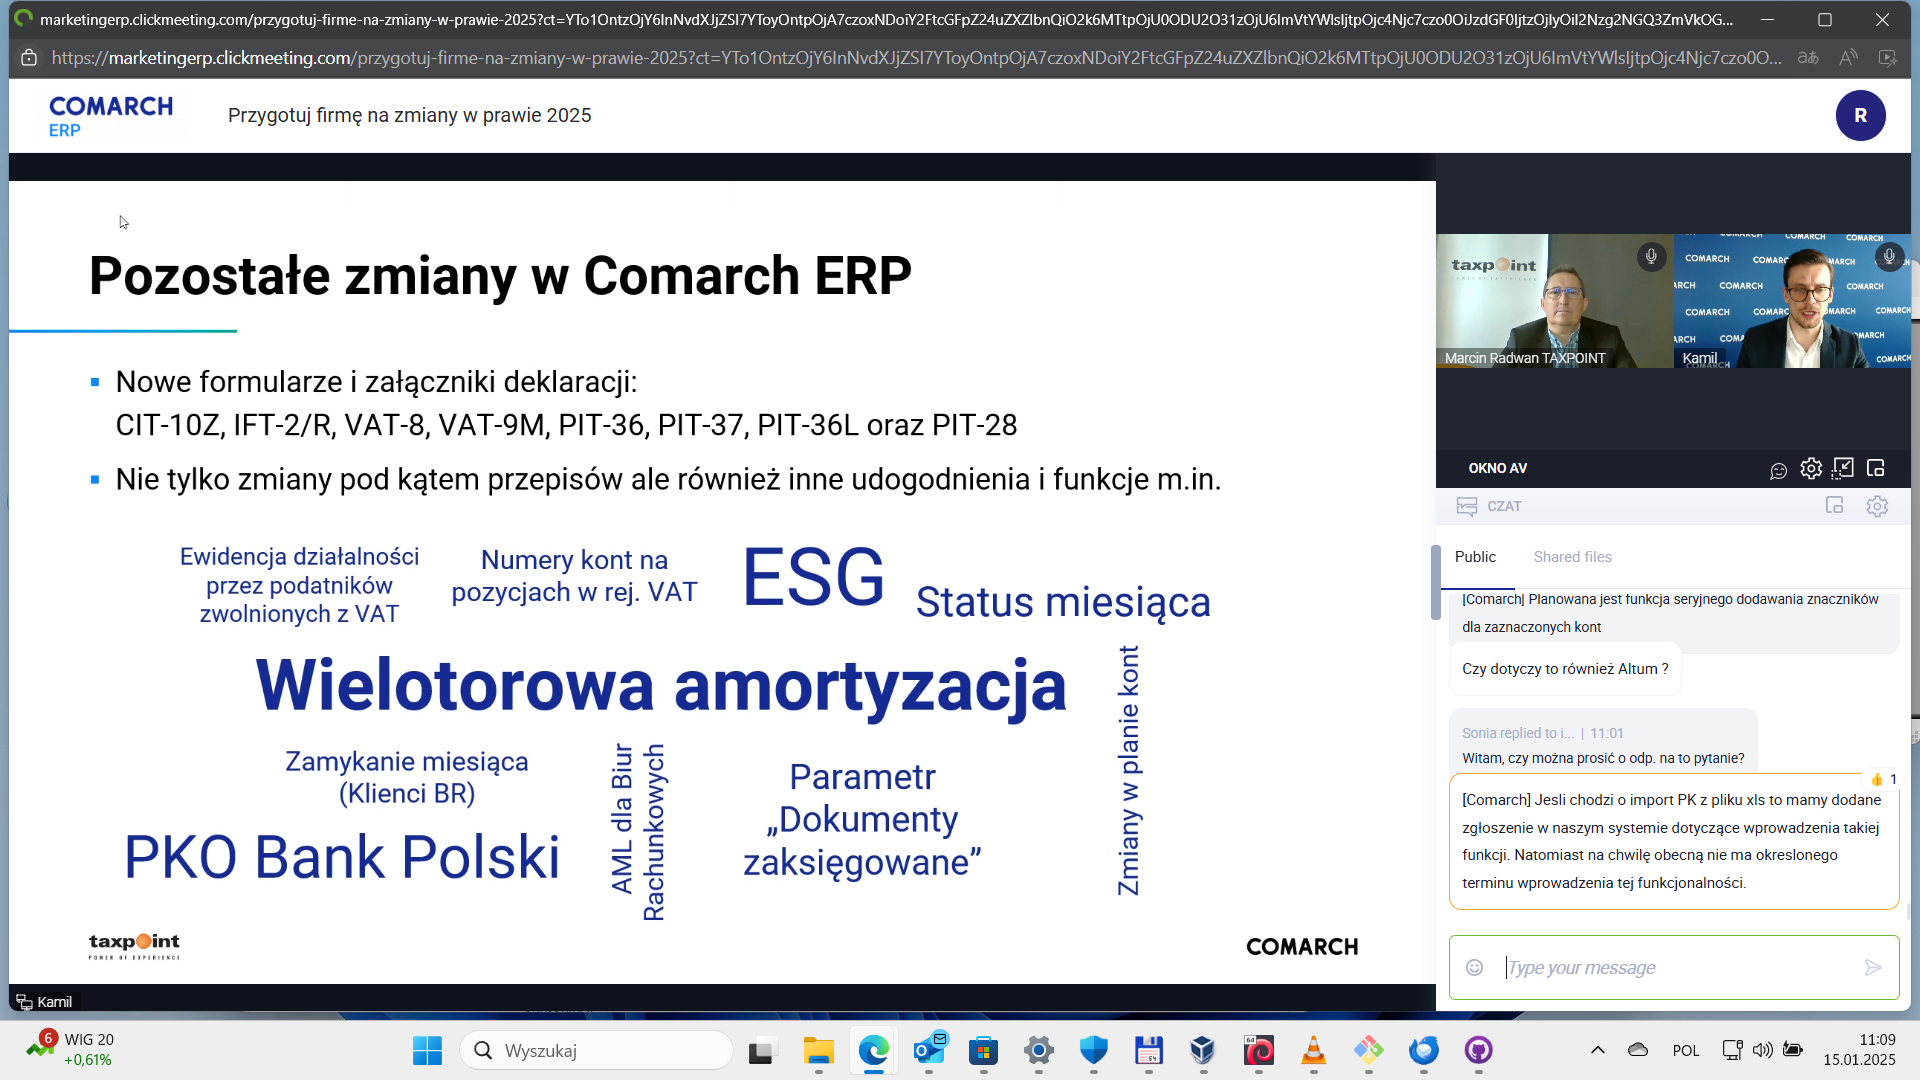 marketingerp.clickmeeting.com/przygotuj-firme-na-zmiany-w-prawie-2025?ct=
https://marketingerp.clickmeeting.com/przygotuj-firme-na-zmiany-w-prawie-2025?ct=
COMARCH
ERP
Przygotuj firmę na zmiany w prawie 2025
R
Pozostałe zmiany w Comarch ERP
Nowe formularze i załączniki deklaracji:
CIT-10Z, IFT-2/R, VAT-8, VAT-9M, PIT-36, PIT-37, PIT-36L oraz PIT-28
Nie tylko zmiany pod kątem przepisów ale również inne udogodnienia i funkcje m.in.
Ewidencja działalności
przez podatników
zwolnionych z VAT
Numery kont na
pozycjach w rej. VAT
ESG
Status miesiąca
Wielotorowa amortyzacja
Zmiany w planie kont
Zamykanie miesiąca
(Klienci BR)
AML dla Biur
Rachunkowych
Parametr
„Dokumenty
zaksięgowane”
PKO Bank Polski
taxpoint
POWER OF EXPERIENCE
COMARCH
Kamil
taxpoint
Marcin Radwan TAXPOINT
Kamil
OKNO AV
CZAT
Public
Shared files
[Comarch] Planowana jest funkcja seryjnego dodawania znaczników
dla zaznaczonych kont
Czy dotyczy to również Altum ?
Sonia replied to i... | 11:01
Witam, czy można prosić o odp. na to pytanie?
👍 1
[Comarch] Jesli chodzi o import PK z pliku xls to mamy dodane
zgłoszenie w naszym systemie dotyczące wprowadzenia takiej
funkcji. Natomiast na chwilę obecną nie ma okreslonego
terminu wprowadzenia tej funkcjonalności.
Type your message
6
WIG 20
+0,61%
Wyszukaj
64
64
POL
11:09
15.01.2025